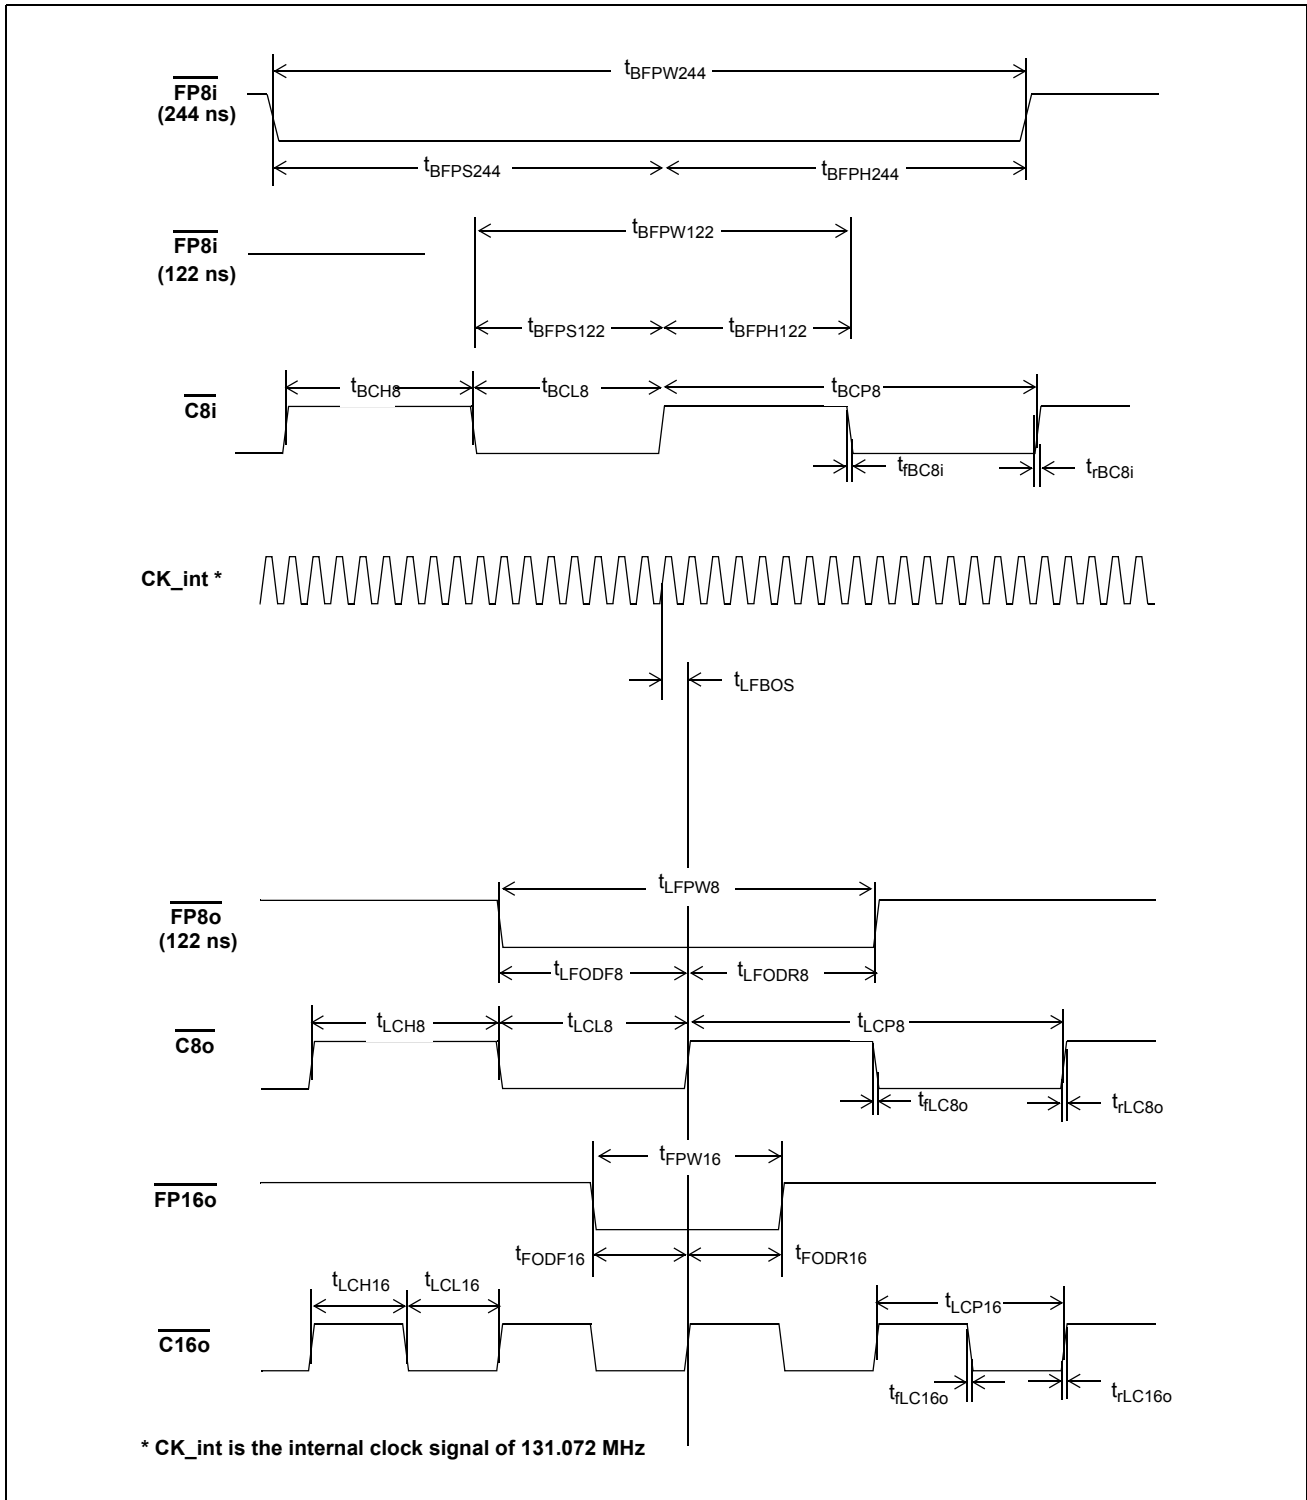 tBFPW244
FP8i
(244 ns)
tBFPS244 tBFPH244
tBFPW122
FP8i
(122 ns)
tBFPS122 tBFPH122
tBCH8 tBCL8 tBCP8
C8i
tfBC8i trBC8i
CK_int *
tLFBOS
tLFPW8
FP8o
(122 ns)
tLFODF8 tLFODR8
tLCH8 tLCL8 tLCP8
C8o
tfLC8o trLC8o
tFPW16
FP16o
tFODF16 tFODR16
tLCH16 tLCL16 tLCP16
C16o
tfLC16o trLC16o
* CK_int is the internal clock signal of 131.072 MHz